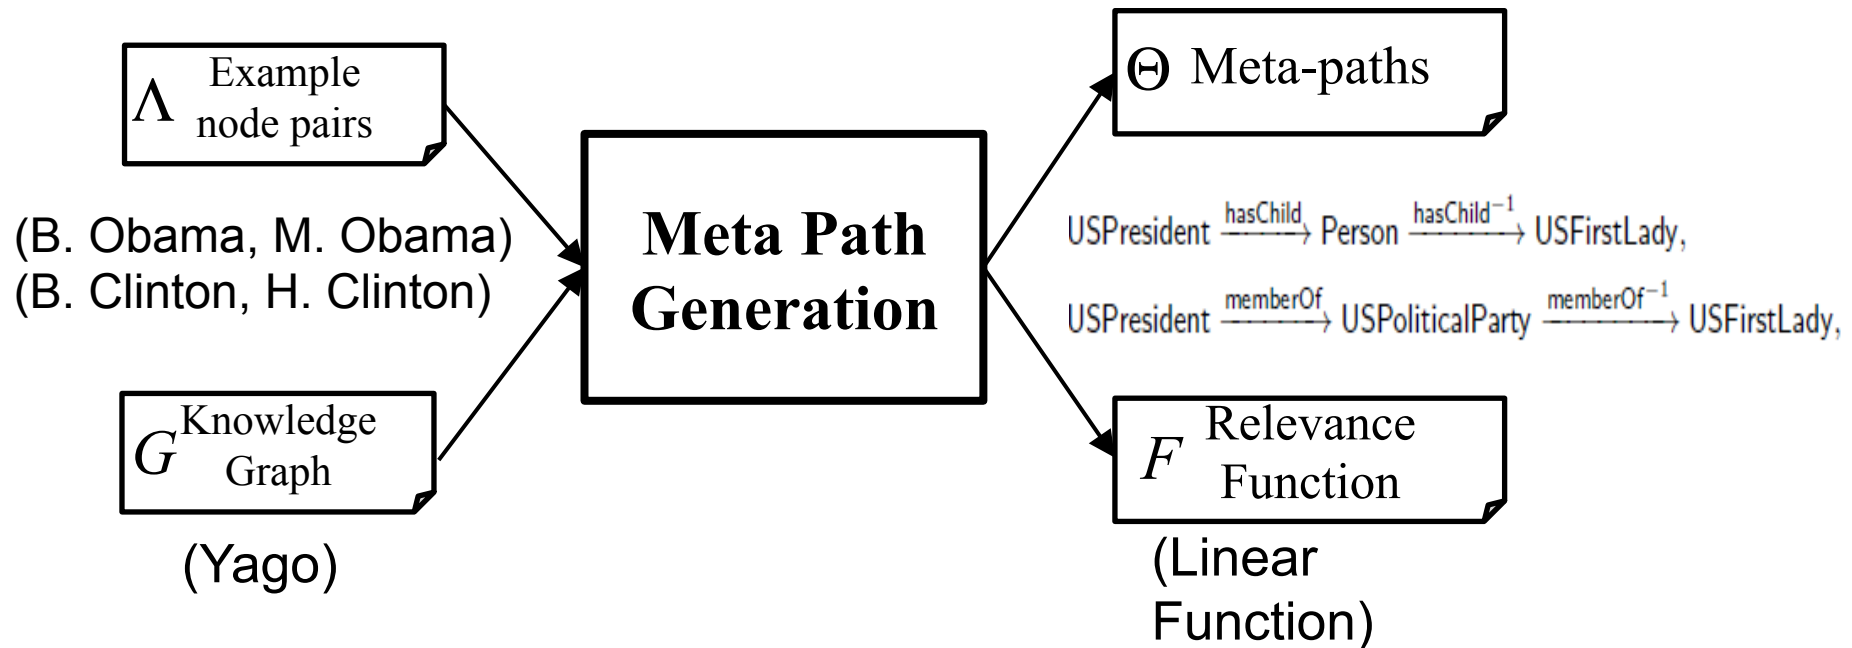 Λ Example
node pairs
(B. Obama, M. Obama)
(B. Clinton, H. Clinton)
G Knowledge
Graph
(Yago)
Meta Path
Generation
Θ Meta-paths
USPresident —hasChild→ Person —hasChild⁻¹→ USFirstLady,
USPresident —memberOf→ USPoliticalParty —memberOf⁻¹→ USFirstLady,
F Relevance
Function
(Linear
Function)